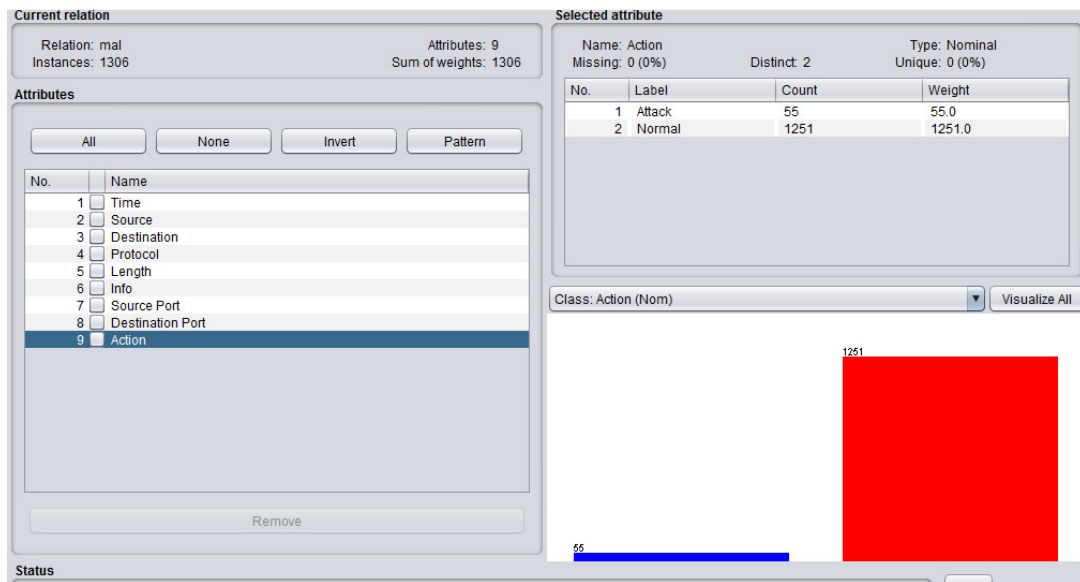 Current relation
Relation: mal
Attributes: 9
Instances: 1306
Sum of weights: 1306
Attributes
All
None
Invert
Pattern
No.
Name
1 Time
2 Source
3 Destination
4 Protocol
5 Length
6 Info
7 Source Port
8 Destination Port
9 Action
Remove
Status
Selected attribute
Name: Action
Type: Nominal
Missing: 0 (0%)
Distinct: 2
Unique: 0 (0%)
No. Label Count Weight
1 Attack 55 55.0
2 Normal 1251 1251.0
Class: Action (Nom)
Visualize All
1251
55